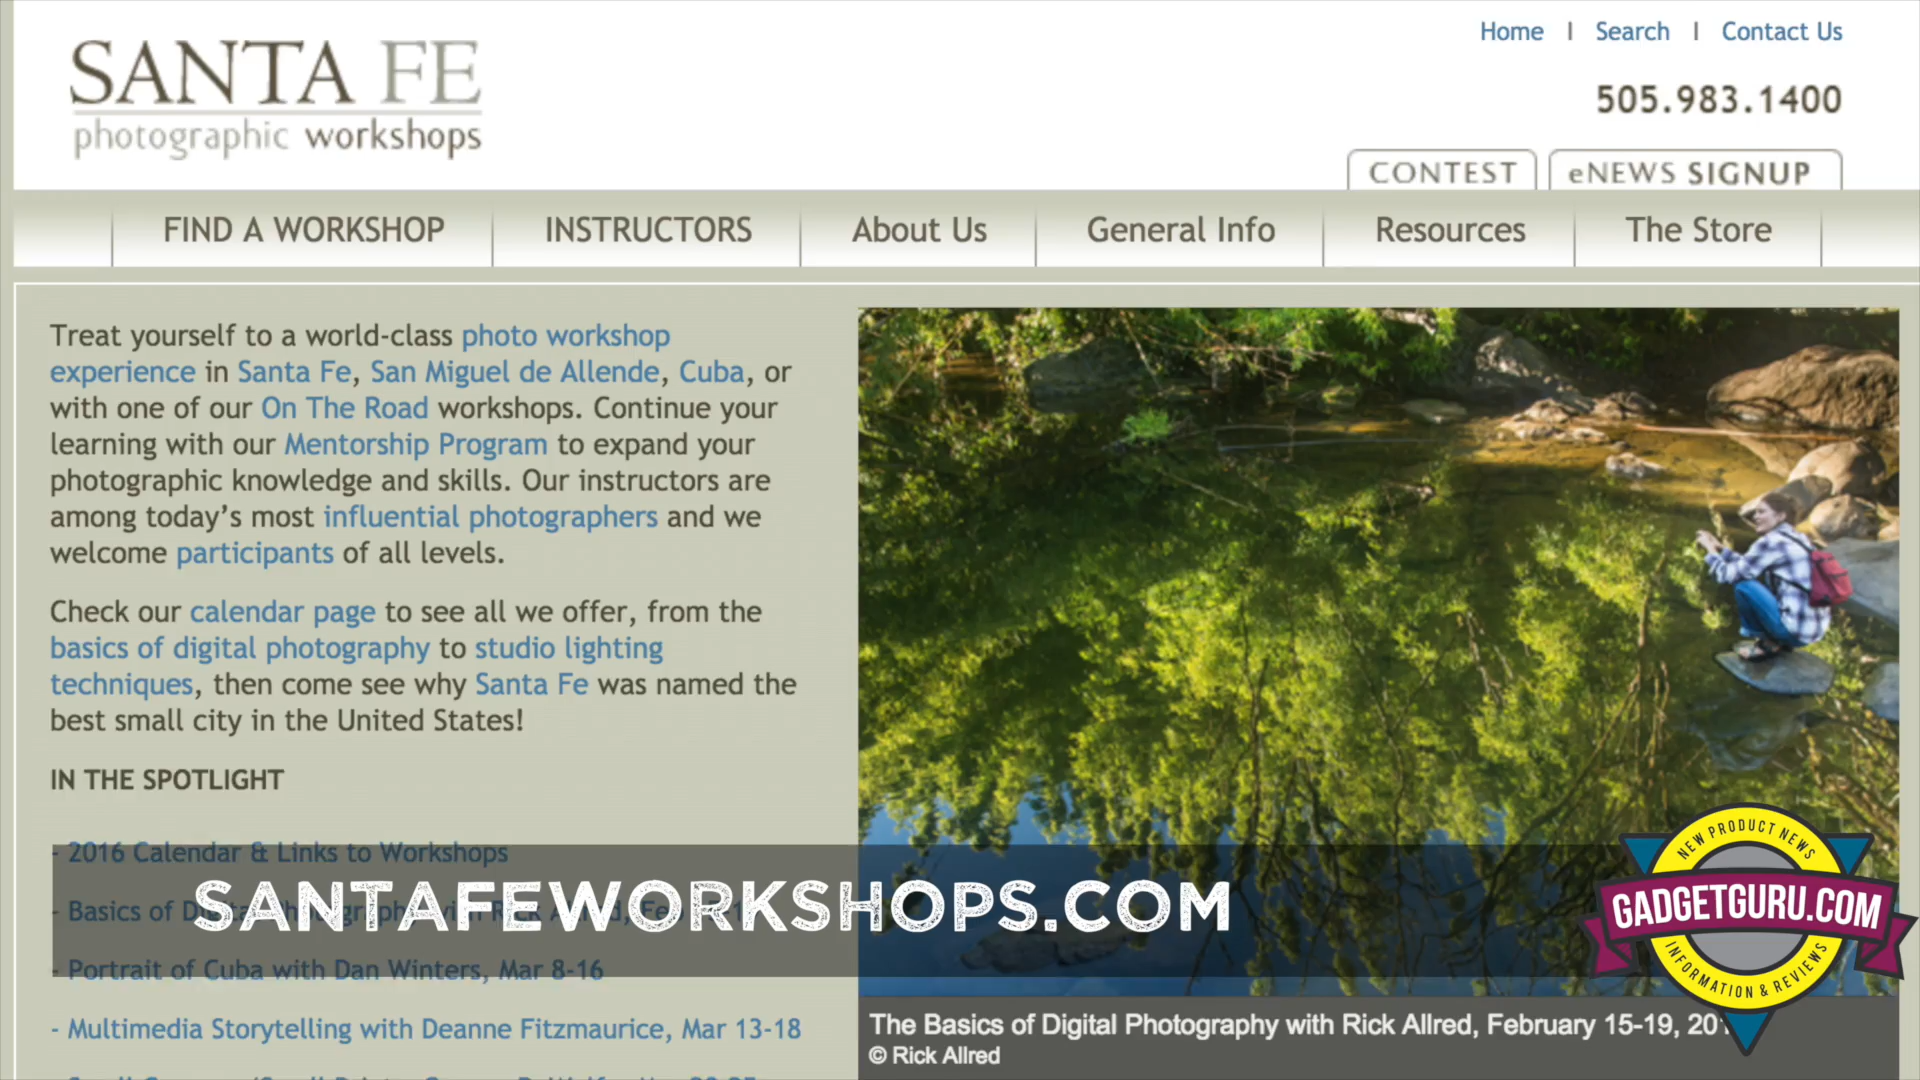 SANTA FE
photographic workshops
Home | Search | Contact Us
505.983.1400
CONTEST
eNEWS SIGNUP
FIND A WORKSHOP
INSTRUCTORS
About Us
General Info
Resources
The Store
Treat yourself to a world-class photo workshop
experience in Santa Fe, San Miguel de Allende, Cuba, or
with one of our On The Road workshops. Continue your
learning with our Mentorship Program to expand your
photographic knowledge and skills. Our instructors are
among today's most influential photographers and we
welcome participants of all levels.
Check our calendar page to see all we offer, from the
basics of digital photography to studio lighting
techniques, then come see why Santa Fe was named the
best small city in the United States!
IN THE SPOTLIGHT
- 2016 Calendar & Links to Workshops
- Basics of
SANTAFEWORKSHOPS.COM
- Portrait of Cuba with Dan Winters, Mar 8-16
- Multimedia Storytelling with Deanne Fitzmaurice, Mar 13-18
The Basics of Digital Photography with Rick Allred, February 15-19,
© Rick Allred
NEW PRODUCT NEWS
GADGETGURU.COM
INFORMATION & REVIEWS